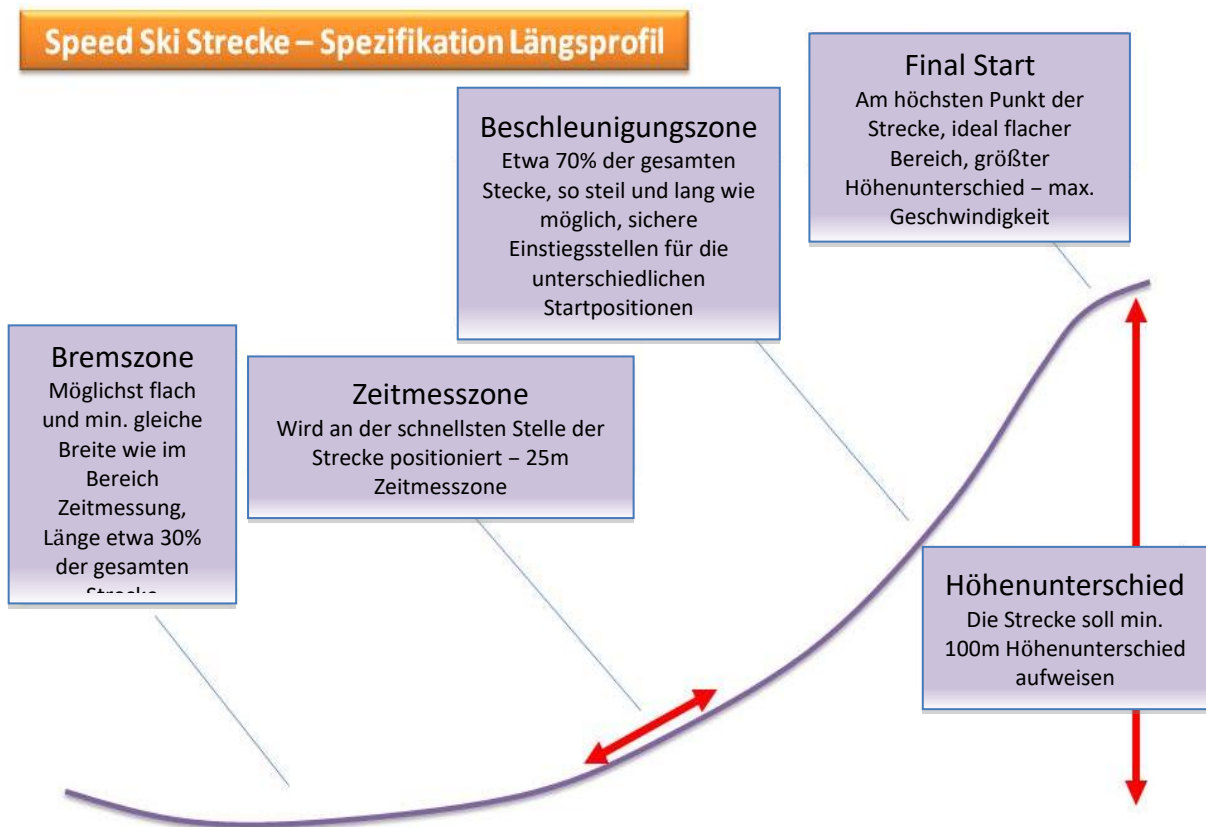 Speed Ski Strecke – Spezifikation Längsprofil
Final Start
Am höchsten Punkt der
Strecke, ideal flacher
Bereich, größter
Höhenunterschied – max.
Geschwindigkeit
Beschleunigungszone
Etwa 70% der gesamten
Stecke, so steil und lang wie
möglich, sichere
Einstiegsstellen für die
unterschiedlichen
Startpositionen
Bremszone
Möglichst flach
und min. gleiche
Breite wie im
Bereich
Zeitmessung,
Länge etwa 30%
der gesamten
Strecke
Zeitmesszone
Wird an der schnellsten Stelle der
Strecke positioniert – 25m
Zeitmesszone
Höhenunterschied
Die Strecke soll min.
100m Höhenunterschied
aufweisen